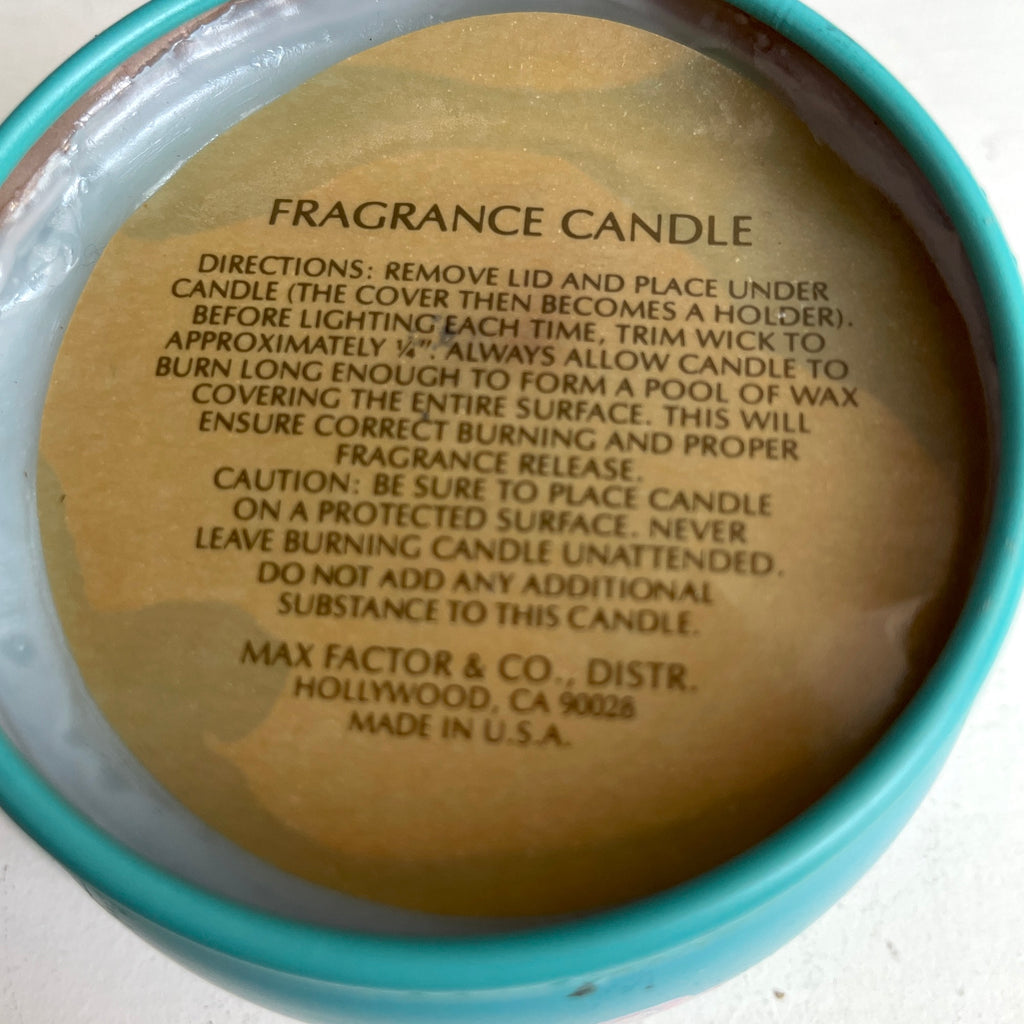 FRAGRANCE CANDLE
DIRECTIONS: REMOVE LID AND PLACE UNDER
CANDLE (THE COVER THEN BECOMES A HOLDER).
BEFORE LIGHTING EACH TIME, TRIM WICK TO
APPROXIMATELY ¼". ALWAYS ALLOW CANDLE TO
BURN LONG ENOUGH TO FORM A POOL OF WAX
COVERING THE ENTIRE SURFACE. THIS WILL
ENSURE CORRECT BURNING AND PROPER
FRAGRANCE RELEASE.
CAUTION: BE SURE TO PLACE CANDLE
ON A PROTECTED SURFACE. NEVER
LEAVE BURNING CANDLE UNATTENDED.
DO NOT ADD ANY ADDITIONAL
SUBSTANCE TO THIS CANDLE.
MAX FACTOR & CO., DISTR.
HOLLYWOOD, CA 90028
MADE IN U.S.A.